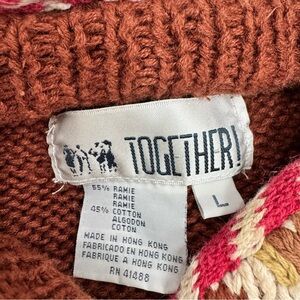 TOGETHER!
L
55% RAMIE
RAMIE
45% COTTON
ALGODON
COTON
MADE IN HONG KONG
FABRICADO EN HONG KONG
FABRIQUE A HONG KONG
RN 41488